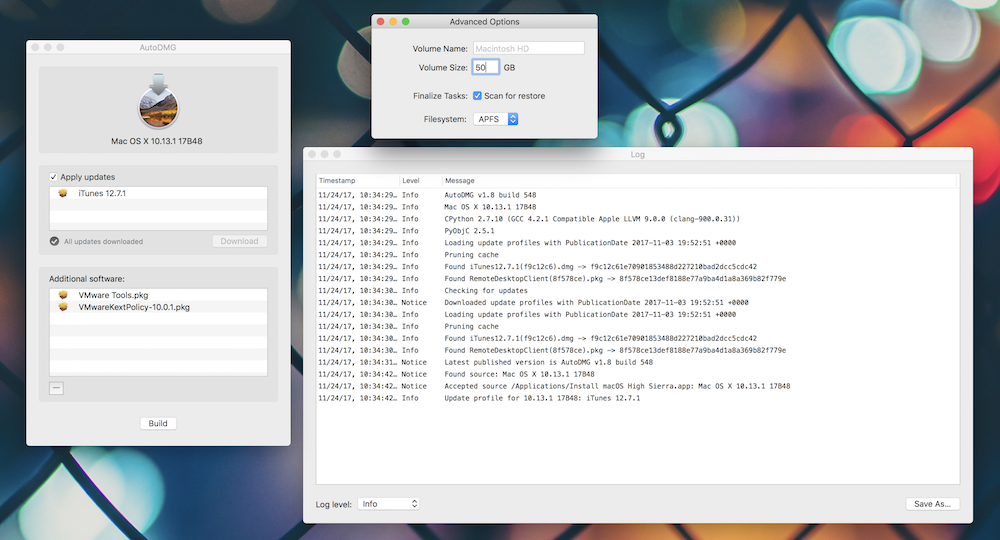 AutoDMG
Mac OS X 10.13.1 17B48
Apply updates
iTunes 12.7.1
All updates downloaded
Download
Additional software:
VMware Tools.pkg
VMwareKextPolicy-10.0.1.pkg
Build
Advanced Options
Volume Name: Macintosh HD
Volume Size: 50 GB
Finalize Tasks: Scan for restore
Filesystem: APFS
Log
Timestamp Level Message
11/24/17, 10:34:29… Info AutoDMG v1.8 build 548
11/24/17, 10:34:29… Info Mac OS X 10.13.1 17B48
11/24/17, 10:34:29… Info CPython 2.7.10 (GCC 4.2.1 Compatible Apple LLVM 9.0.0 (clang-900.0.31))
11/24/17, 10:34:29… Info PyObjC 2.5.1
11/24/17, 10:34:29… Info Loading update profiles with PublicationDate 2017-11-03 19:52:51 +0000
11/24/17, 10:34:29… Info Pruning cache
11/24/17, 10:34:29… Info Found iTunes12.7.1(f9c12c6).dmg -> f9c12c61e70901853488d227210bad2dcc5cdc42
11/24/17, 10:34:29… Info Found RemoteDesktopClient(8f578ce).pkg -> 8f578ce13def8188e77a9ba4d1a8a369b82f779e
11/24/17, 10:34:30… Info Checking for updates
11/24/17, 10:34:30… Notice Downloaded update profiles with PublicationDate 2017-11-03 19:52:51 +0000
11/24/17, 10:34:30… Info Loading update profiles with PublicationDate 2017-11-03 19:52:51 +0000
11/24/17, 10:34:30… Info Pruning cache
11/24/17, 10:34:30… Info Found iTunes12.7.1(f9c12c6).dmg -> f9c12c61e70901853488d227210bad2dcc5cdc42
11/24/17, 10:34:30… Info Found RemoteDesktopClient(8f578ce).pkg -> 8f578ce13def8188e77a9ba4d1a8a369b82f779e
11/24/17, 10:34:31… Notice Latest published version is AutoDMG v1.8 build 548
11/24/17, 10:34:42… Notice Found source: Mac OS X 10.13.1 17B48
11/24/17, 10:34:42… Notice Accepted source /Applications/Install macOS High Sierra.app: Mac OS X 10.13.1 17B48
11/24/17, 10:34:42… Info Update profile for 10.13.1 17B48: iTunes 12.7.1
Log level: Info
Save As...